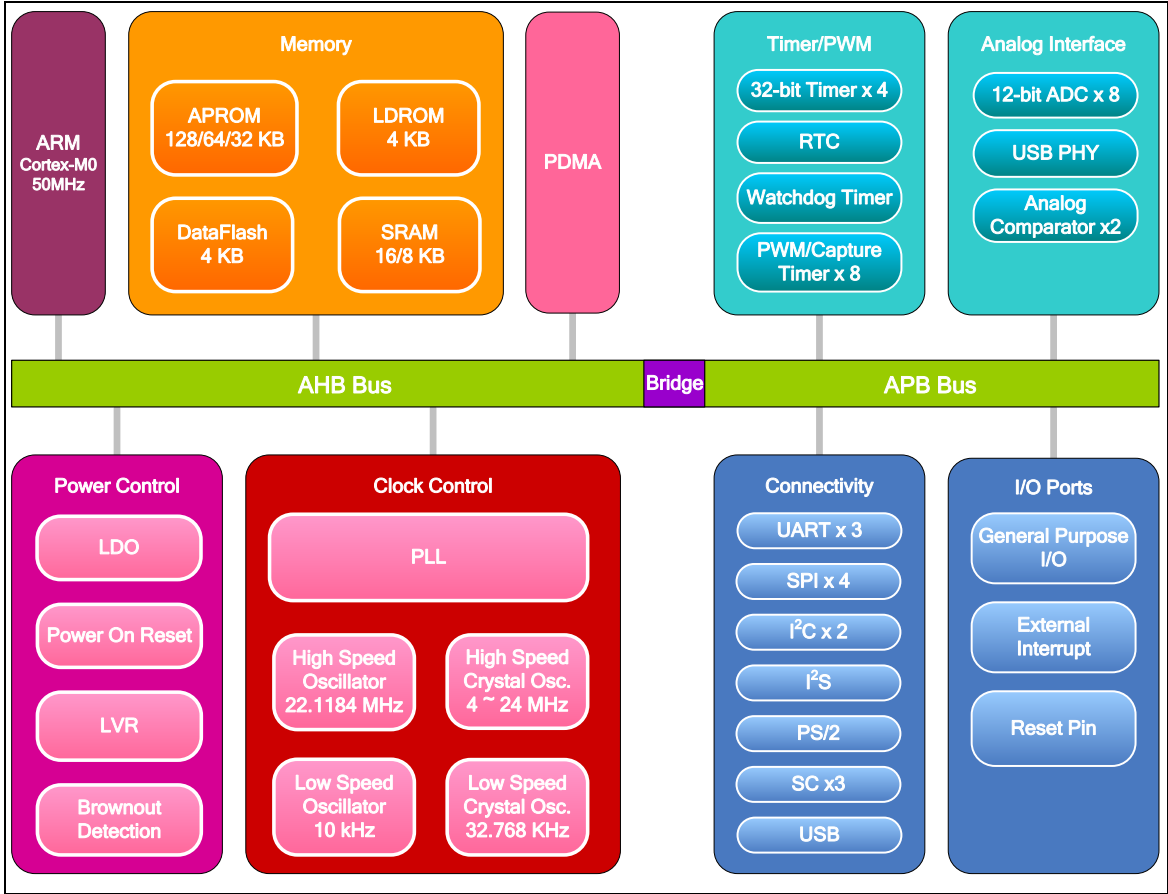 ARM
Cortex-M0
50MHz
Memory
APROM
128/64/32 KB
LDROM
4 KB
DataFlash
4 KB
SRAM
16/8 KB
PDMA
Timer/PWM
32-bit Timer x 4
RTC
Watchdog Timer
PWM/Capture
Timer x 8
Analog Interface
12-bit ADC x 8
USB PHY
Analog
Comparator x2
AHB Bus
Bridge
APB Bus
Power Control
LDO
Power On Reset
LVR
Brownout
Detection
Clock Control
PLL
High Speed
Oscillator
22.1184 MHz
High Speed
Crystal Osc.
4 ~ 24 MHz
Low Speed
Oscillator
10 kHz
Low Speed
Crystal Osc.
32.768 KHz
Connectivity
UART x 3
SPI x 4
I²C x 2
I²S
PS/2
SC x3
USB
I/O Ports
General Purpose
I/O
External
Interrupt
Reset Pin